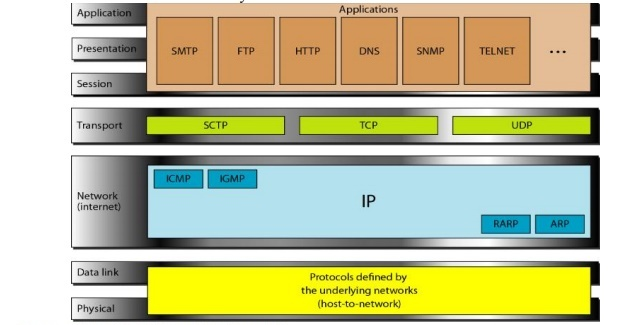 Application
Applications
Presentation
SMTP FTP HTTP DNS SNMP TELNET ...
Session
Transport
SCTP TCP UDP
ICMP IGMP
Network
(internet)
IP
RARP ARP
Data link
Protocols defined by
the underlying networks
(host-to-network)
Physical